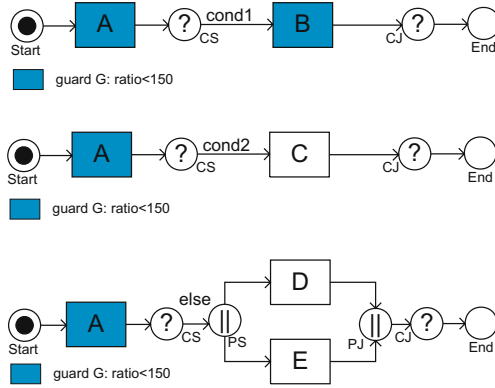 A ? cond1 B ?
Start CS CJ End
guard G: ratio<150
A ? cond2 C ?
Start CS CJ End
guard G: ratio<150
D
A ? else || || ?
Start CS PS PJ CJ End
E
guard G: ratio<150